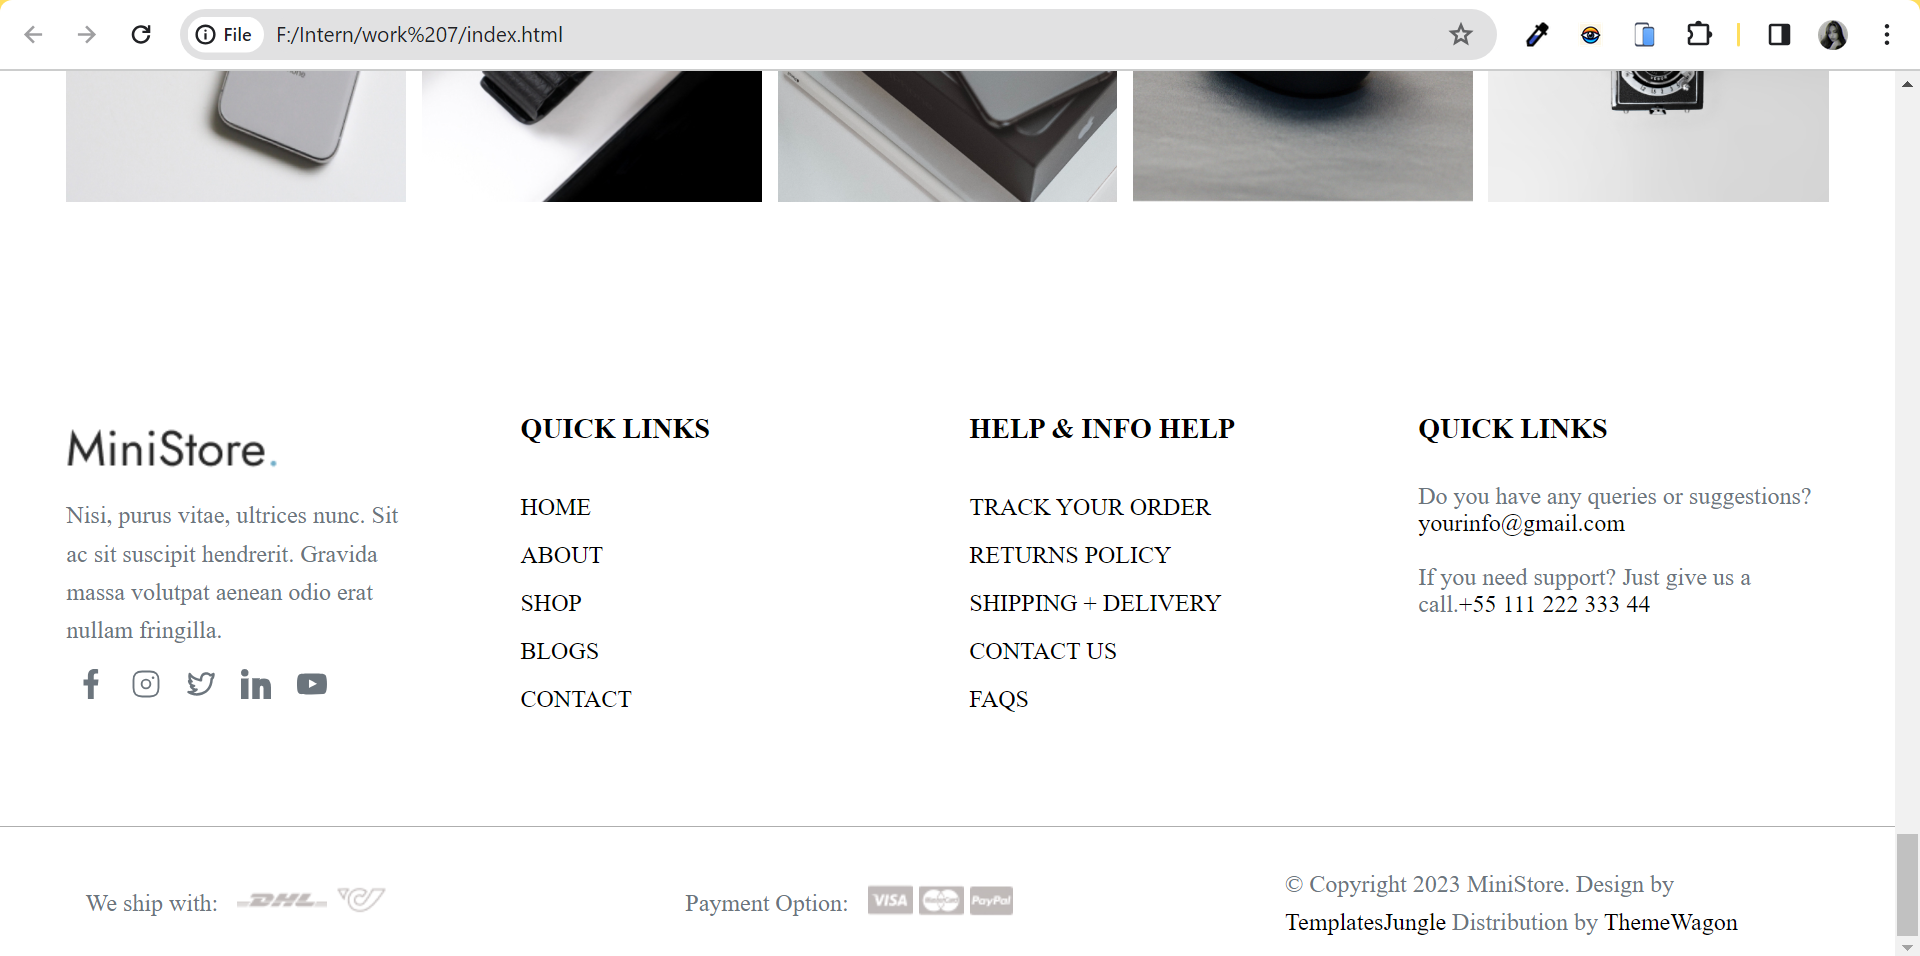 File F:/Intern/work%207/index.html
MiniStore.
Nisi, purus vitae, ultrices nunc. Sit
ac sit suscipit hendrerit. Gravida
massa volutpat aenean odio erat
nullam fringilla.
QUICK LINKS
HOME
ABOUT
SHOP
BLOGS
CONTACT
HELP & INFO HELP
TRACK YOUR ORDER
RETURNS POLICY
SHIPPING + DELIVERY
CONTACT US
FAQS
QUICK LINKS
Do you have any queries or suggestions?
yourinfo@gmail.com
If you need support? Just give us a
call.+55 111 222 333 44
We ship with: DHL
Payment Option: VISA MasterCard PayPal
© Copyright 2023 MiniStore. Design by
TemplatesJungle Distribution by ThemeWagon